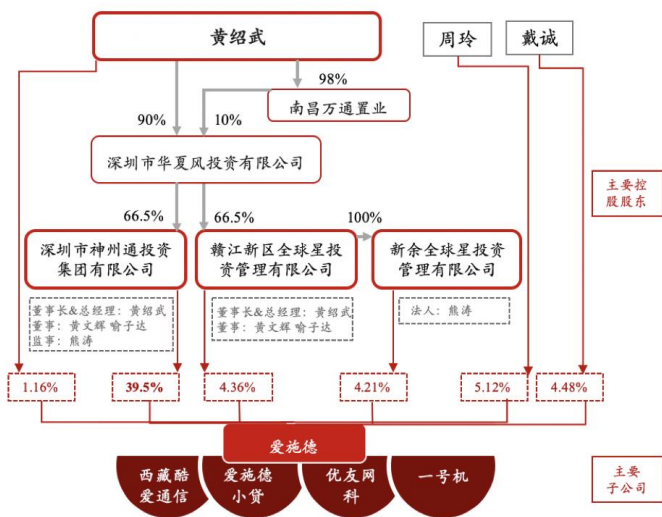 黄绍武
周玲
戴诚
98%
南昌万通置业
90%
10%
深圳市华夏风投资有限公司
主要控
股股东
66.5%
66.5%
100%
深圳市神州通投资
集团有限公司
赣江新区全球星投
资管理有限公司
新余全球星投资
管理有限公司
董事长&总经理：黄绍武
董事：黄文辉 喻子达
监事：熊涛
董事长&总经理：黄绍武
董事：黄文辉 喻子达
法人：熊涛
1.16%
39.5%
4.36%
4.21%
5.12%
4.48%
爱施德
西藏酷
爱通信
爱施德
小贷
优友网
科
一号机
主要
子公司